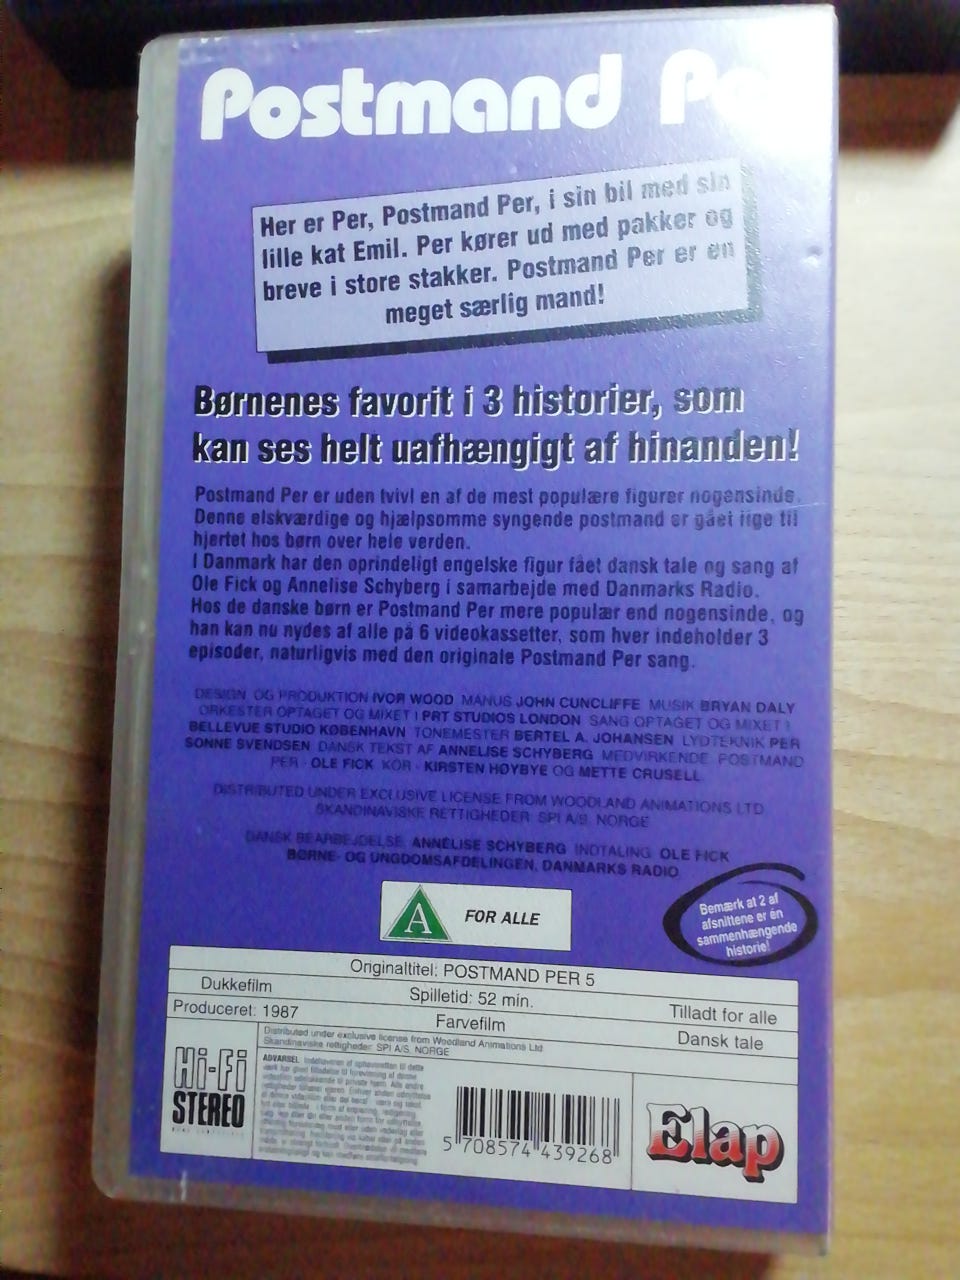 Postmand Pe
Her er Per, Postmand Per, i sin bil med sin
lille kat Emil. Per kører ud med pakker og
breve i store stakker. Postmand Per er en
meget særlig mand!
Børnenes favorit i 3 historier, som
kan ses helt uafhængigt af hinanden!
Postmand Per er uden tvivl en af de mest populære figurer nogensinde.
Denne elskværdige og hjælpsomme syngende postmand er gået lige til
hjertet hos børn over hele verden.
I Danmark har den oprindeligt engelske figur fået dansk tale og sang af
Ole Fick og Annelise Schyberg i samarbejde med Danmarks Radio.
Hos de danske børn er Postmand Per mere populær end nogensinde, og
han kan nu nydes af alle på 6 videokassetter, som hver indeholder 3
episoder, naturligvis med den originale Postmand Per sang.
DESIGN OG PRODUKTION IVOR WOOD MANUS JOHN CUNCLIFFE MUSIK BRYAN DALY
ORKESTER OPTAGET OG MIXET I PRT STUDIOS LONDON SANG OPTAGET OG MIXET I
BELLEVUE STUDIO KØBENHAVN TONEMESTER BERTEL A. JOHANSEN LYDTEKNIK PER
SONNE SVENDSEN DANSK TEKST AF ANNELISE SCHYBERG MEDVIRKENDE POSTMAND
PER - OLE FICK KOR - KIRSTEN HØYBYE OG METTE CRUSELL
DISTRIBUTED UNDER EXCLUSIVE LICENSE FROM WOODLAND ANIMATIONS LTD
SKANDINAVISKE RETTIGHEDER SPI A/S, NORGE
DANSK BEARBEJDELSE ANNELISE SCHYBERG INDTALING OLE FICK
BØRNE- OG UNGDOMSAFDELINGEN, DANMARKS RADIO
A FOR ALLE
Bemærk at 2 af
afsnittene er én
sammenhængende
historie!
Originaltitel: POSTMAND PER 5
Dukkefilm Spilletid: 52 min. Tilladt for alle
Produceret: 1987 Farvefilm Dansk tale
Distributed under exclusive license from Woodland Animations Ltd
Skandinaviske rettigheder: SPI A/S, NORGE
Hi-Fi
STEREO
ADVARSEL
5 708574 439268
Elap